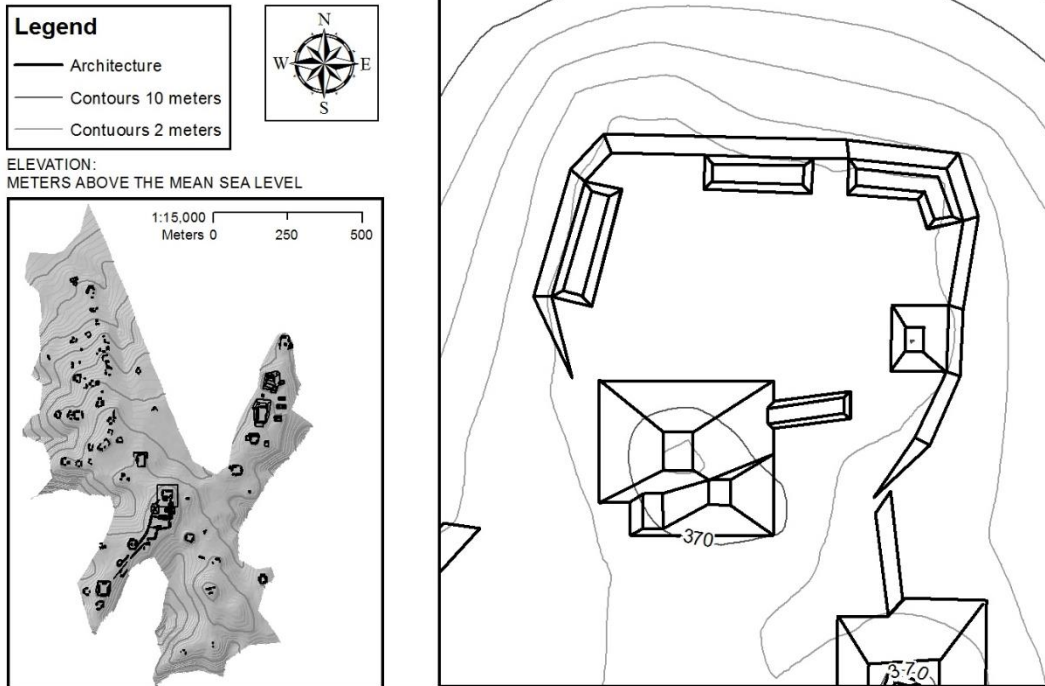 Legend
Architecture
Contours 10 meters
Contuours 2 meters
N
W E
S
ELEVATION:
METERS ABOVE THE MEAN SEA LEVEL
1:15,000
Meters 0 250 500
370
370